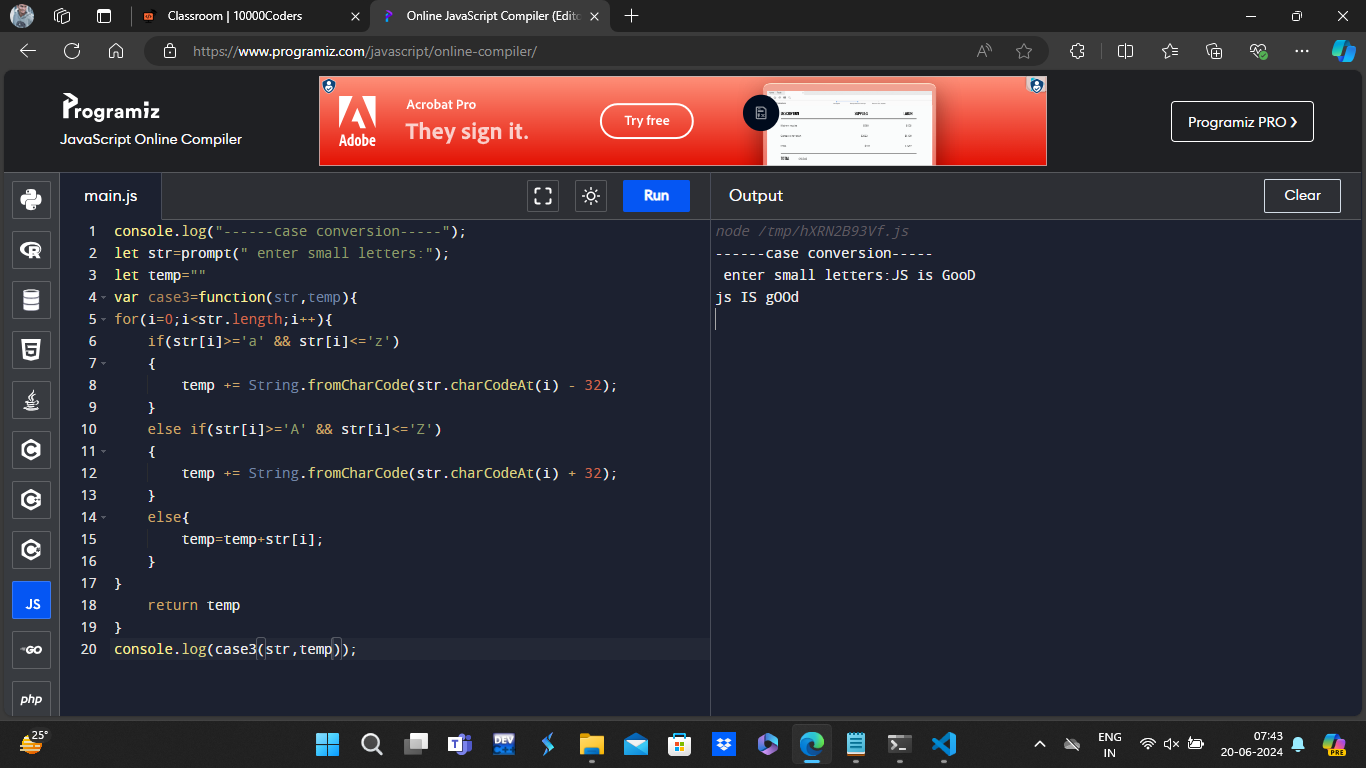 Classroom | 10000Coders
Online JavaScript Compiler (Edito
https://www.programiz.com/javascript/online-compiler/
Programiz
JavaScript Online Compiler
Adobe
Acrobat Pro
They sign it.
Try free
Programiz PRO ❯
main.js
Run
Output
Clear
1 console.log("------case conversion-----");
2 let str=prompt(" enter small letters:");
3 let temp=""
4 var case3=function(str,temp){
5 for(i=0;i<str.length;i++){
6     if(str[i]>='a' && str[i]<='z')
7     {
8         temp += String.fromCharCode(str.charCodeAt(i) - 32);
9     }
10     else if(str[i]>='A' && str[i]<='Z')
11     {
12         temp += String.fromCharCode(str.charCodeAt(i) + 32);
13     }
14     else{
15         temp=temp+str[i];
16     }
17 }
18     return temp
19 }
20 console.log(case3(str,temp));
node /tmp/hXRN2B93Vf.js
------case conversion-----
 enter small letters:JS is GooD
js IS gOOd
JS
GO
php
25°
DEV
ENG
IN
07:43
20-06-2024
PRE